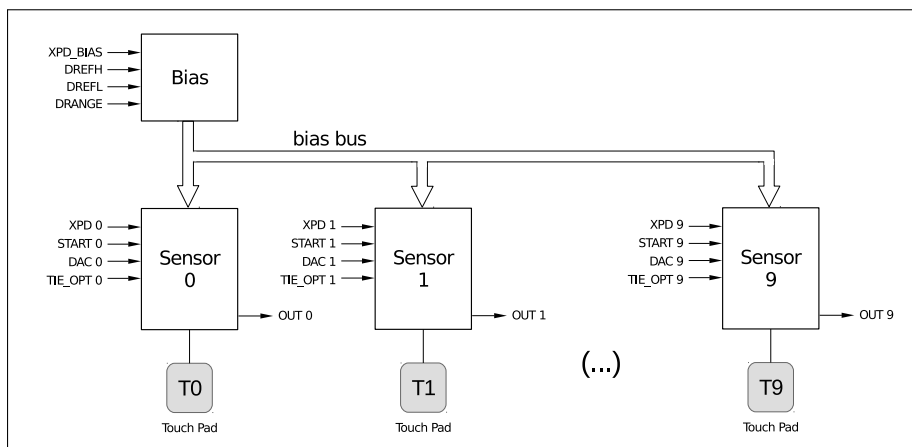 XPD_BIAS
DREFH
DREFL
DRANGE
Bias
bias bus
XPD 0
START 0
DAC 0
TIE_OPT 0
Sensor
0
OUT 0
T0
Touch Pad
XPD 1
START 1
DAC 1
TIE_OPT 1
Sensor
1
OUT 1
T1
Touch Pad
(...)
XPD 9
START 9
DAC 9
TIE_OPT 9
Sensor
9
OUT 9
T9
Touch Pad